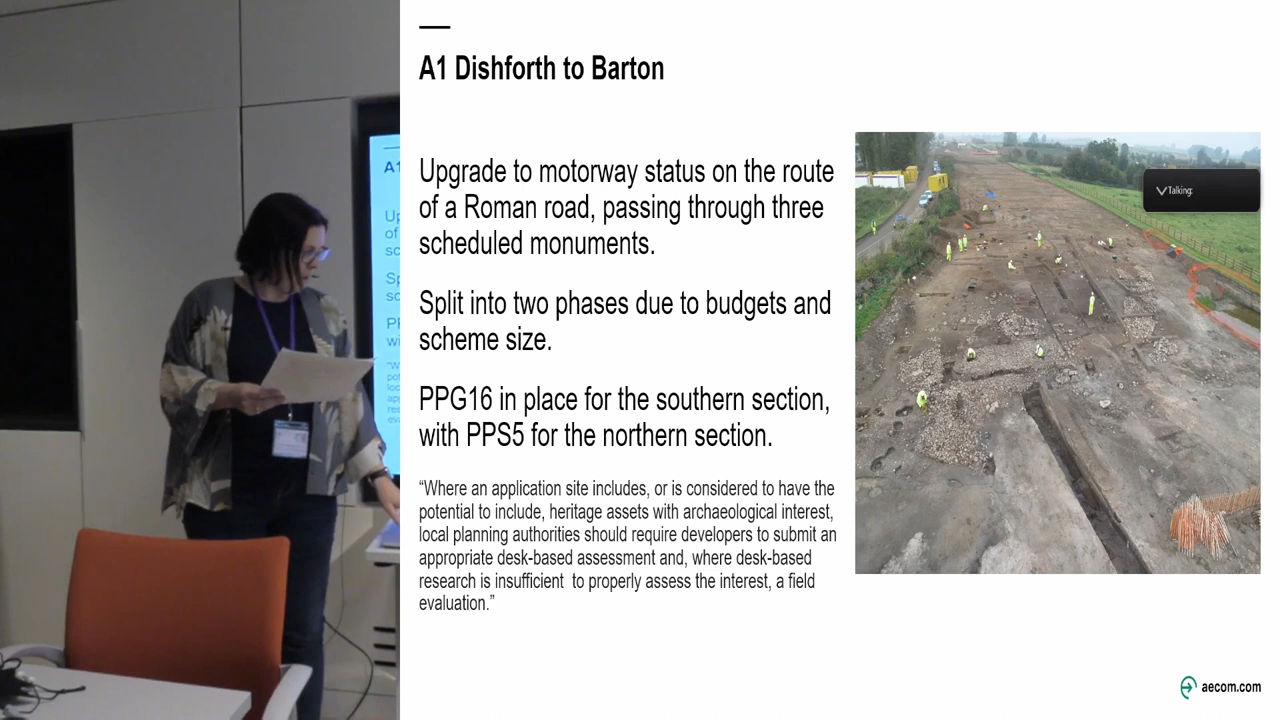 A1 Dishforth to Barton
Upgrade to motorway status on the route
of a Roman road, passing through three
scheduled monuments.
Split into two phases due to budgets and
scheme size.
PPG16 in place for the southern section,
with PPS5 for the northern section.
“Where an application site includes, or is considered to have the
potential to include, heritage assets with archaeological interest,
local planning authorities should require developers to submit an
appropriate desk-based assessment and, where desk-based
research is insufficient to properly assess the interest, a field
evaluation.”
Talking:
aecom.com
A1